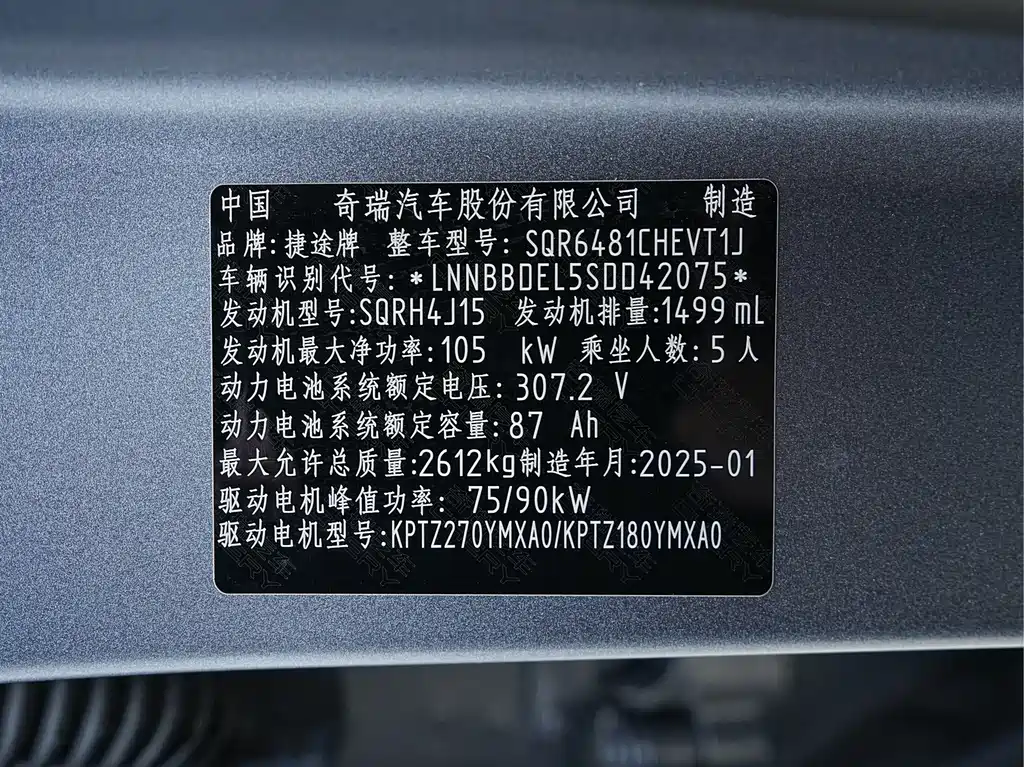 中国 奇瑞汽车股份有限公司 制造
品牌:捷途牌 整车型号: SQR6481CHEVT1J
车辆识别代号: *LNNBBDEL5SD042075*
发动机型号:SQRH4J15 发动机排量:1499mL
发动机最大净功率:105 kW 乘坐人数:5人
动力电池系统额定电压: 307.2 V
动力电池系统额定容量:87 Ah
最大允许总质量:2612kg制造年月:2025-01
驱动电机峰值功率: 75/90kW
驱动电机型号:KPTZ270YMXA0/KPTZ180YMXA0